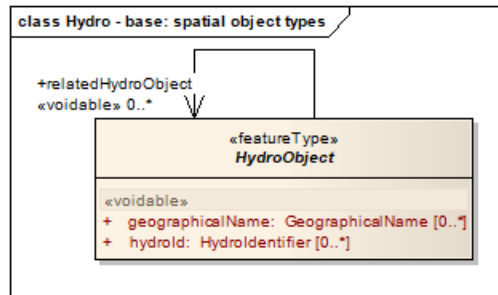 class Hydro - base: spatial object types
+relatedHydroObject
«voidable» 0..*
«featureType»
HydroObject
«voidable»
+ geographicalName: GeographicalName [0..*]
+ hydroId: HydroIdentifier [0..*]